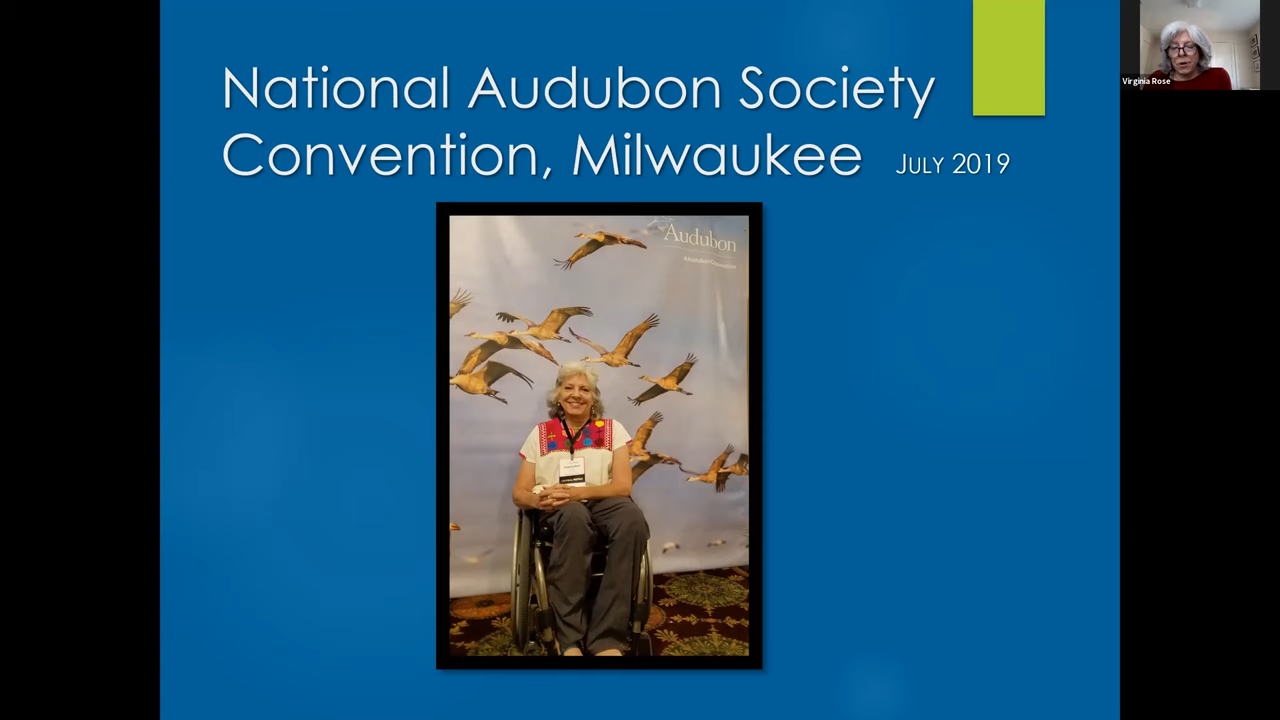 National Audubon Society
Convention, Milwaukee July 2019
Audubon
Virginia Rose